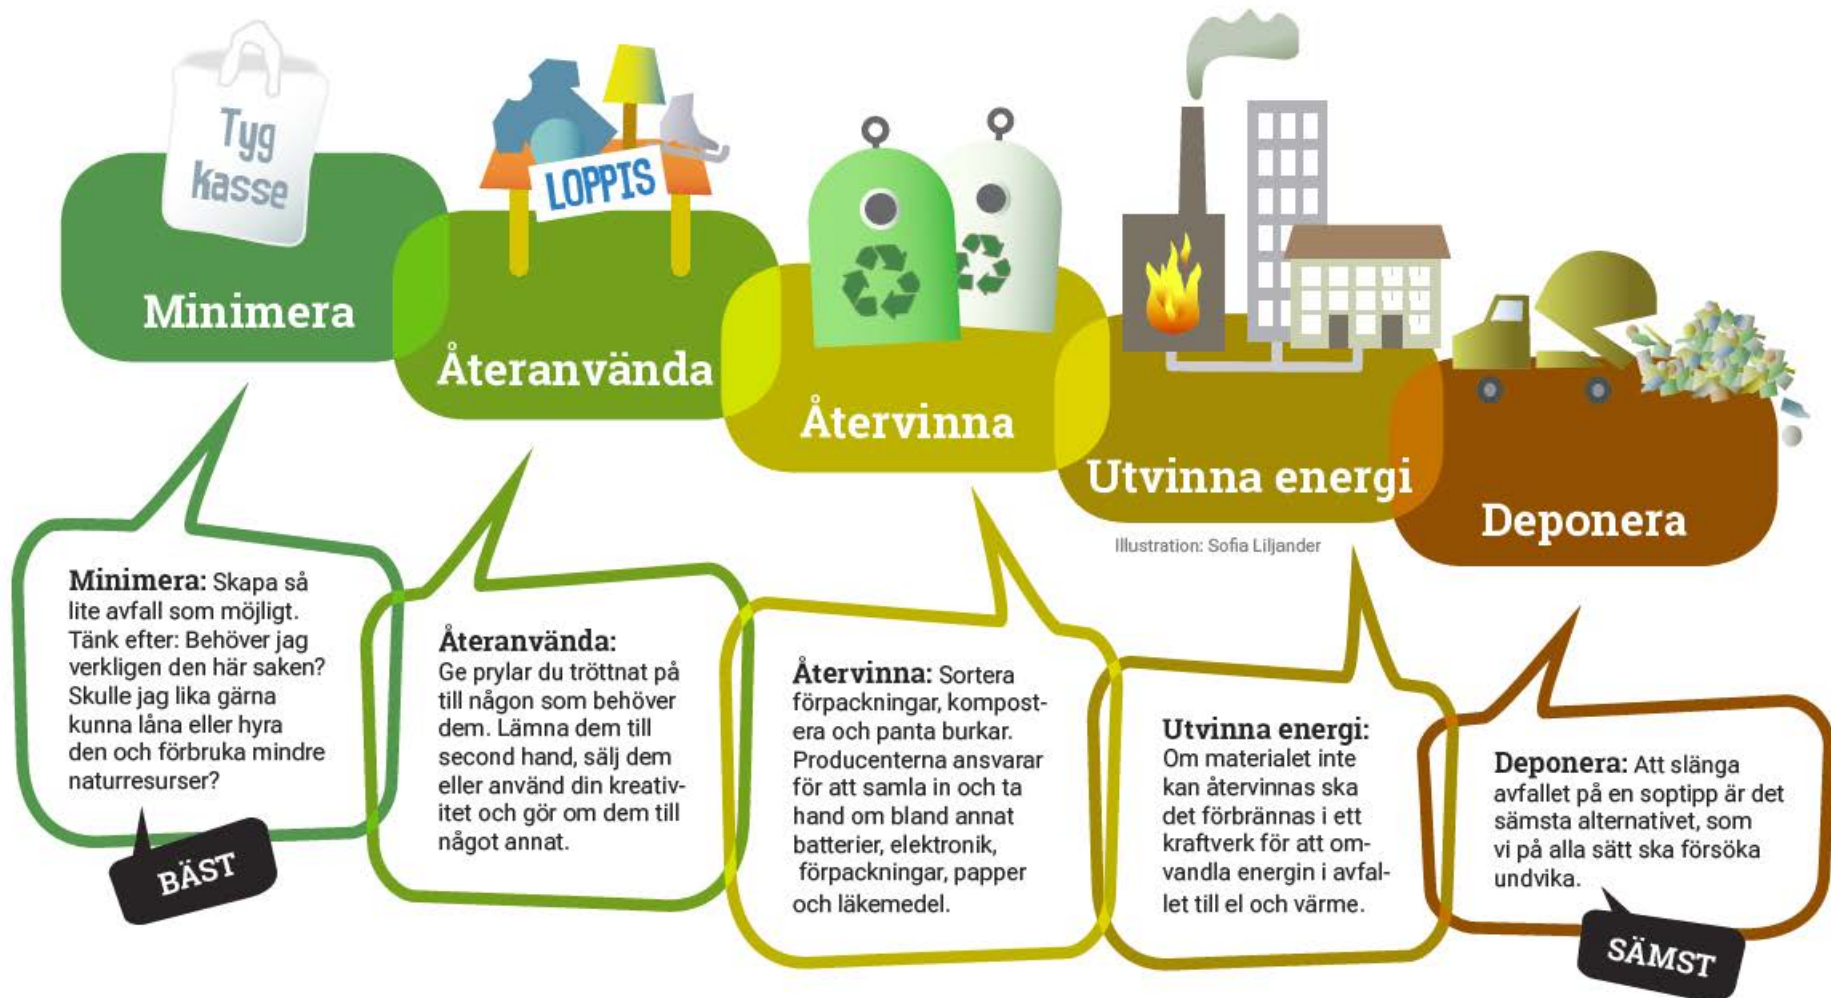 Tyg
kasse
LOPPIS
Minimera
Återanvända
Återvinna
Utvinna energi
Deponera
Illustration: Sofia Liljander
Minimera: Skapa så
lite avfall som möjligt.
Tänk efter: Behöver jag
verkligen den här saken?
Skulle jag lika gärna
kunna låna eller hyra
den och förbruka mindre
naturresurser?
BÄST
Återanvända:
Ge prylar du tröttnat på
till någon som behöver
dem. Lämna dem till
second hand, sälj dem
eller använd din kreativ-
itet och gör om dem till
något annat.
Återvinna: Sortera
förpackningar, kompost-
era och panta burkar.
Producenterna ansvarar
för att samla in och ta
hand om bland annat
batterier, elektronik,
förpackningar, papper
och läkemedel.
Utvinna energi:
Om materialet inte
kan återvinnas ska
det förbrännas i ett
kraftverk för att om-
vandla energin i avfal-
let till el och värme.
Deponera: Att slänga
avfallet på en soptipp är det
sämsta alternativet, som
vi på alla sätt ska försöka
undvika.
SÄMST